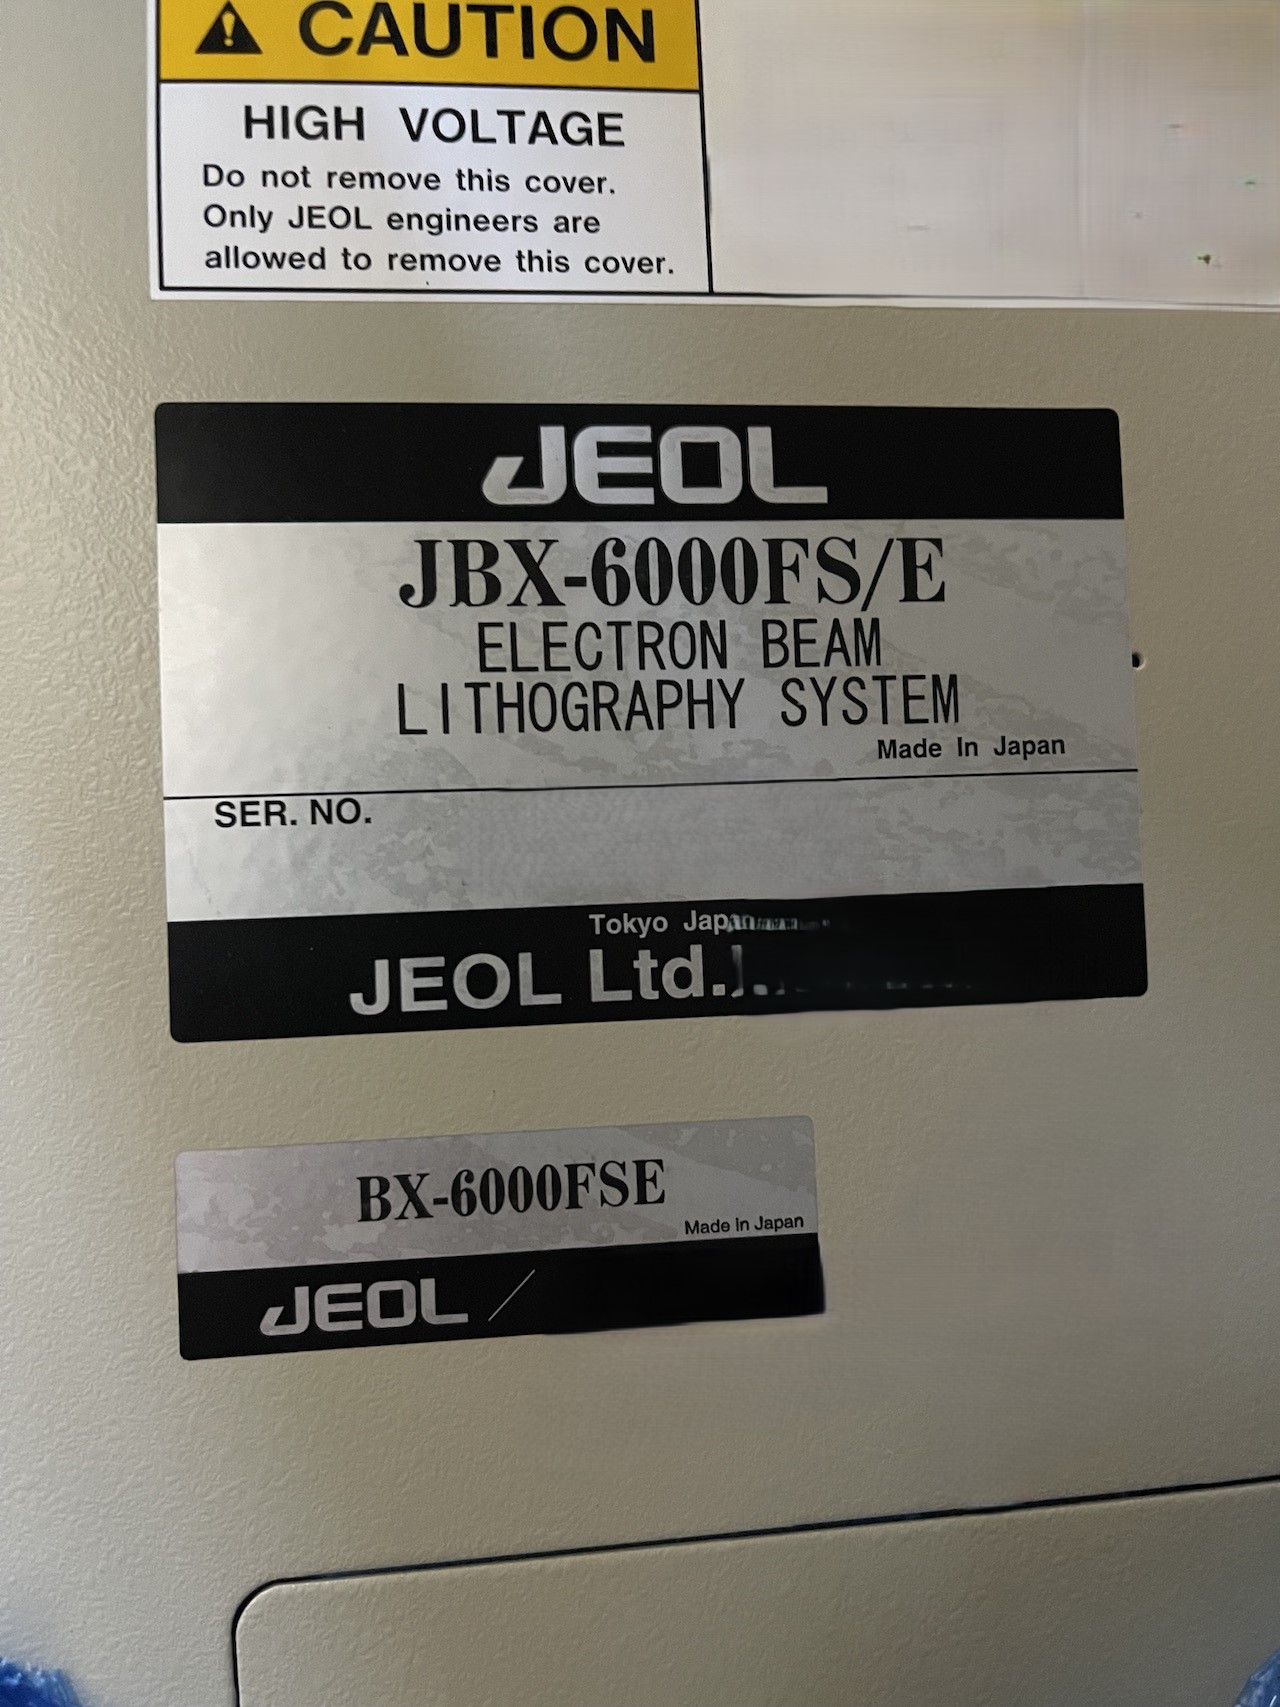 CAUTION
HIGH VOLTAGE
Do not remove this cover.
Only JEOL engineers are
allowed to remove this cover.
JEOL
JBX-6000FS/E
ELECTRON BEAM
LITHOGRAPHY SYSTEM
Made In Japan
SER. NO.
Tokyo Japan
JEOL Ltd.
BX-6000FSE
Made in Japan
JEOL /